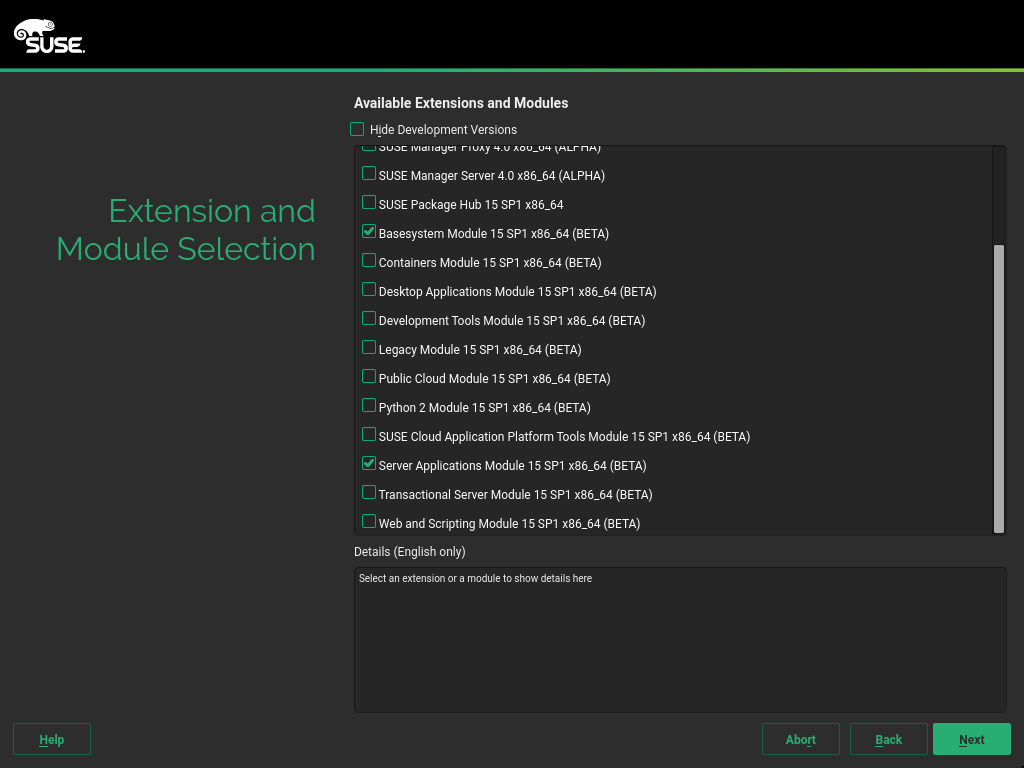 SUSE.
Available Extensions and Modules
Hide Development Versions
Extension and
Module Selection
SUSE Manager Proxy 4.0 x86_64 (ALPHA)
SUSE Manager Server 4.0 x86_64 (ALPHA)
SUSE Package Hub 15 SP1 x86_64
Basesystem Module 15 SP1 x86_64 (BETA)
Containers Module 15 SP1 x86_64 (BETA)
Desktop Applications Module 15 SP1 x86_64 (BETA)
Development Tools Module 15 SP1 x86_64 (BETA)
Legacy Module 15 SP1 x86_64 (BETA)
Public Cloud Module 15 SP1 x86_64 (BETA)
Python 2 Module 15 SP1 x86_64 (BETA)
SUSE Cloud Application Platform Tools Module 15 SP1 x86_64 (BETA)
Server Applications Module 15 SP1 x86_64 (BETA)
Transactional Server Module 15 SP1 x86_64 (BETA)
Web and Scripting Module 15 SP1 x86_64 (BETA)
Details (English only)
Select an extension or a module to show details here
Help
Abort
Back
Next